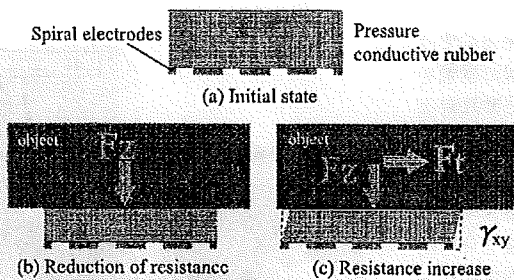 Spiral electrodes
Pressure
conductive rubber
(a) Initial state
object
Fz
object
Fz
Ft
γxy
(b) Reduction of resistance
(c) Resistance increase